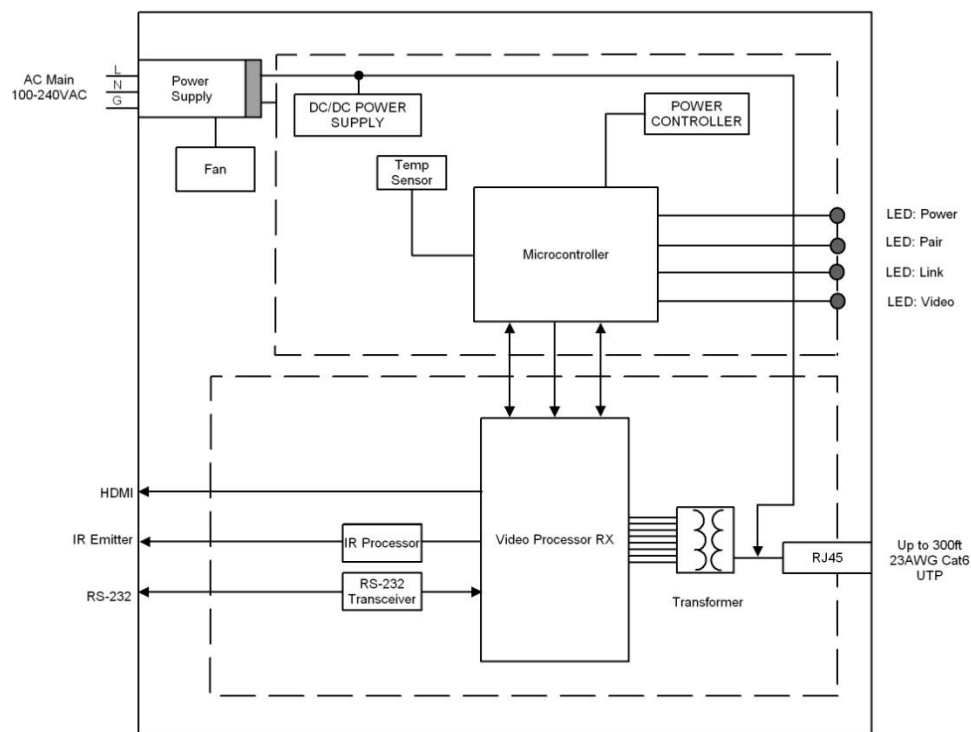 AC Main
100-240VAC
L
N
G
Power
Supply
Fan
DC/DC POWER
SUPPLY
POWER
CONTROLLER
Temp
Sensor
Microcontroller
LED: Power
LED: Pair
LED: Link
LED: Video
HDMI
IR Emitter
RS-232
IR Processor
RS-232
Transceiver
Video Processor RX
Transformer
RJ45
Up to 300ft
23AWG Cat6
UTP